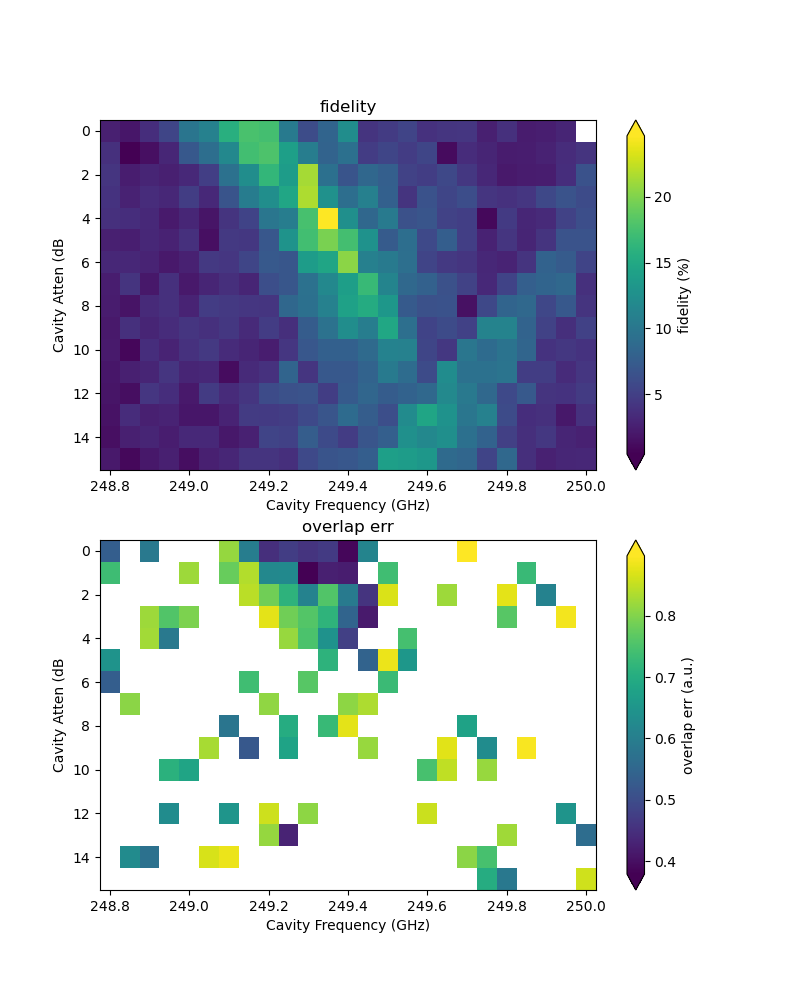 fidelity
0
2
4
6
8
10
12
14
Cavity Atten (dB
248.8 249.0 249.2 249.4 249.6 249.8 250.0
Cavity Frequency (GHz)
20
15
10
5
fidelity (%)
overlap err
0
2
4
6
8
10
12
14
Cavity Atten (dB
248.8 249.0 249.2 249.4 249.6 249.8 250.0
Cavity Frequency (GHz)
0.8
0.7
0.6
0.5
0.4
overlap err (a.u.)